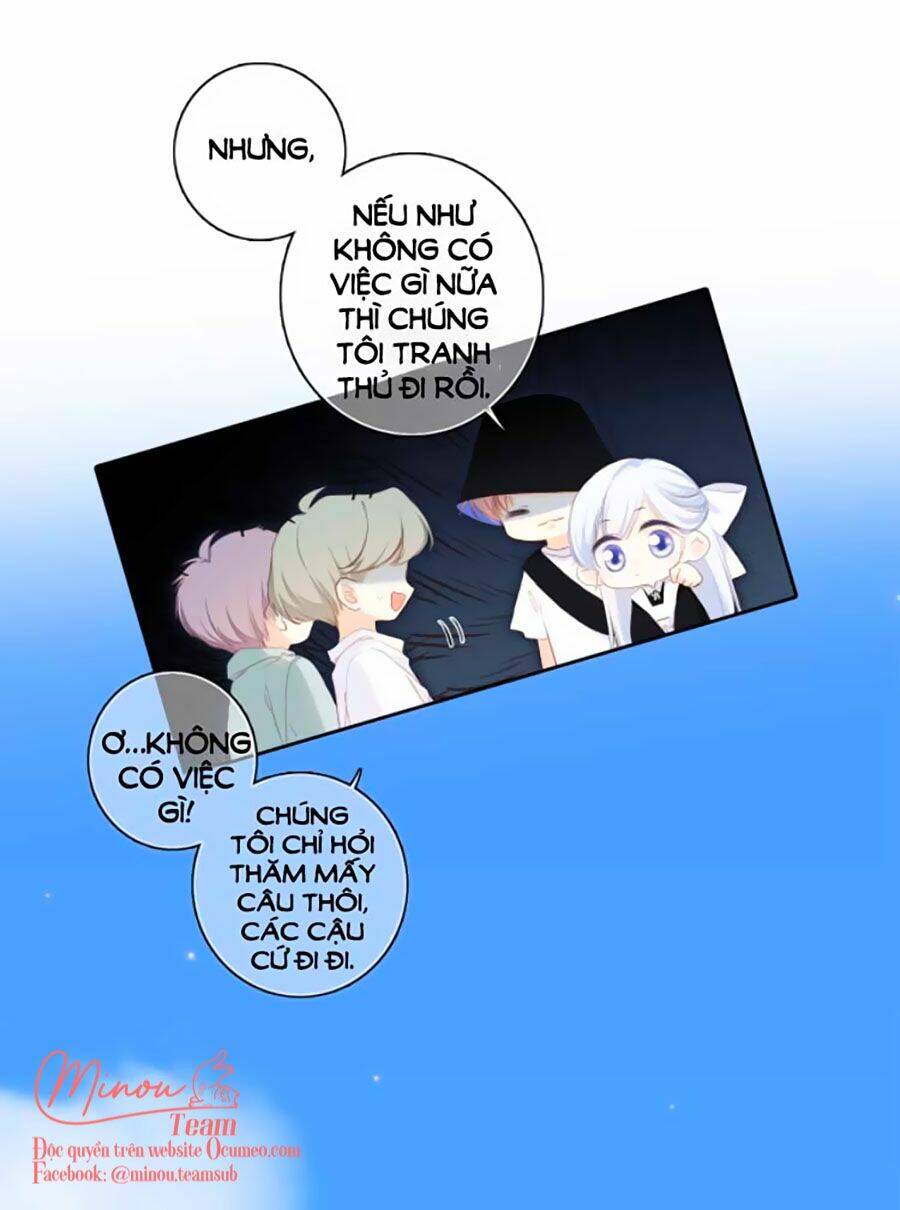 NHƯNG,
NẾU NHƯ
KHÔNG CÓ
VIỆC GÌ NỮA
THÌ CHÚNG
TÔI TRANH
THỦ ĐI RỒI.
Ơ...KHÔNG
CÓ VIỆC
GÌ!
CHÚNG
TÔI CHỈ HỎI
THĂM MẤY
CÂU THÔI,
CÁC CẬU
CỨ ĐI ĐI.
Minou
Team
Độc quyền trên website Ocumeo.com
Facebook: @minou.teamsub